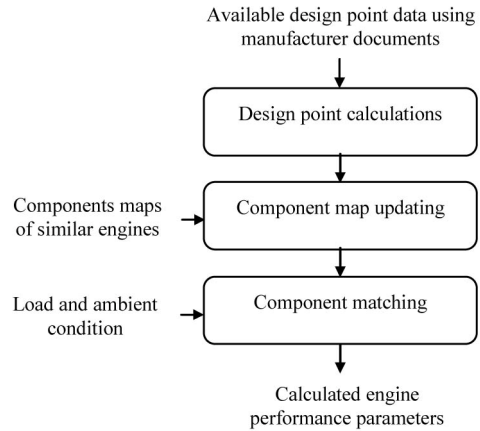 Available design point data using
manufacturer documents
Design point calculations
Components maps
of similar engines
Component map updating
Load and ambient
condition
Component matching
Calculated engine
performance parameters